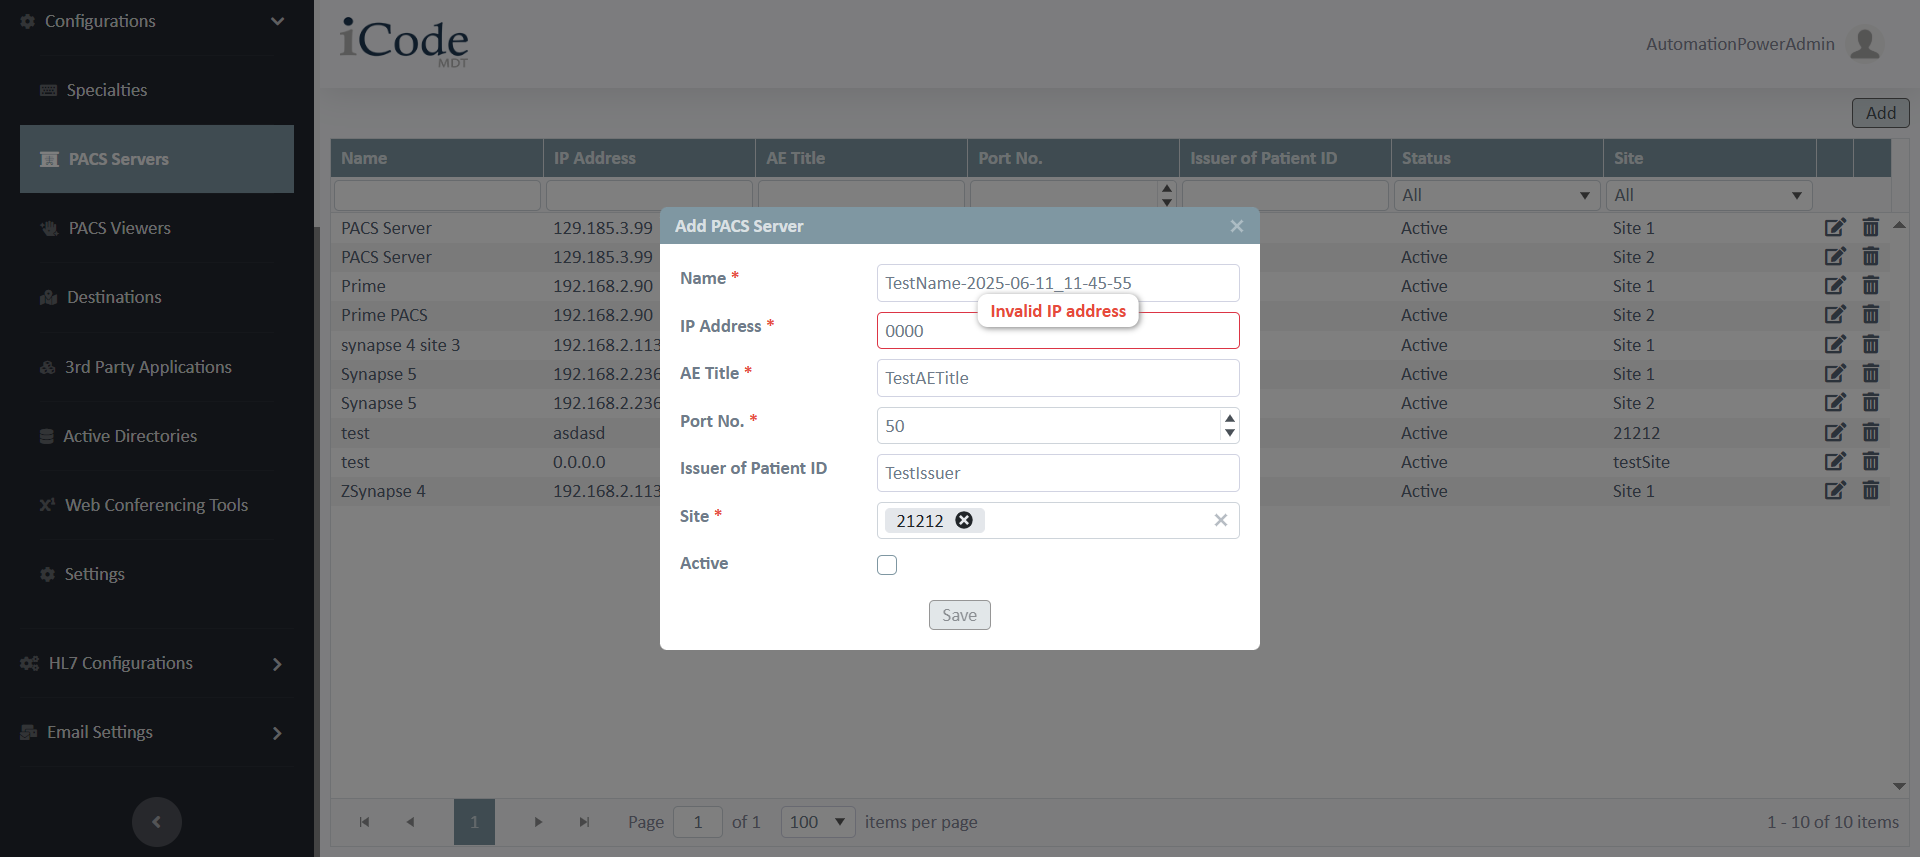 Configurations
Specialties
PACS Servers
PACS Viewers
Destinations
3rd Party Applications
Active Directories
Web Conferencing Tools
Settings
HL7 Configurations
Email Settings
iCode
MDT
AutomationPowerAdmin
Add
Name IP Address AE Title Port No. Issuer of Patient ID Status Site
All All
PACS Server 129.185.3.99 Active Site 1
PACS Server 129.185.3.99 Active Site 2
Prime 192.168.2.90 Active Site 1
Prime PACS 192.168.2.90 Active Site 2
synapse 4 site 3 192.168.2.113 Active Site 1
Synapse 5 192.168.2.236 Active Site 1
Synapse 5 192.168.2.236 Active Site 2
test asdasd Active 21212
test 0.0.0.0 Active testSite
ZSynapse 4 192.168.2.113 Active Site 1
Add PACS Server
Name * TestName-2025-06-11_11-45-55
Invalid IP address
IP Address * 0000
AE Title * TestAETitle
Port No. * 50
Issuer of Patient ID TestIssuer
Site * 21212
Active
Save
1 Page 1 of 1 100 items per page 1 - 10 of 10 items